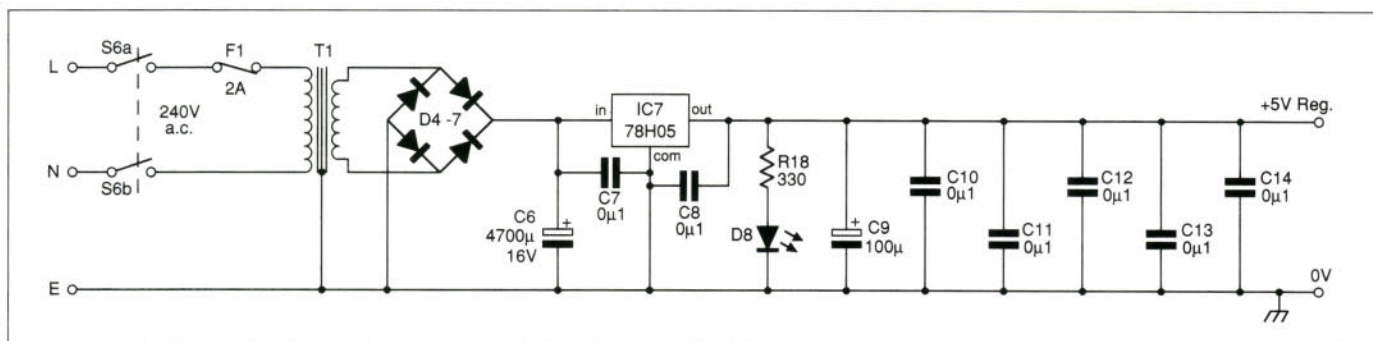 S6a
F1
T1
L
2A
240V
a.c.
D4 -7
in
IC7
78H05
out
com
+5V Reg.
N
S6b
C7
0µ1
C8
0µ1
R18
330
C10
0µ1
C12
0µ1
C14
0µ1
C6
4700µ
16V
+
D8
+
C9
100µ
C11
0µ1
C13
0µ1
E
0V